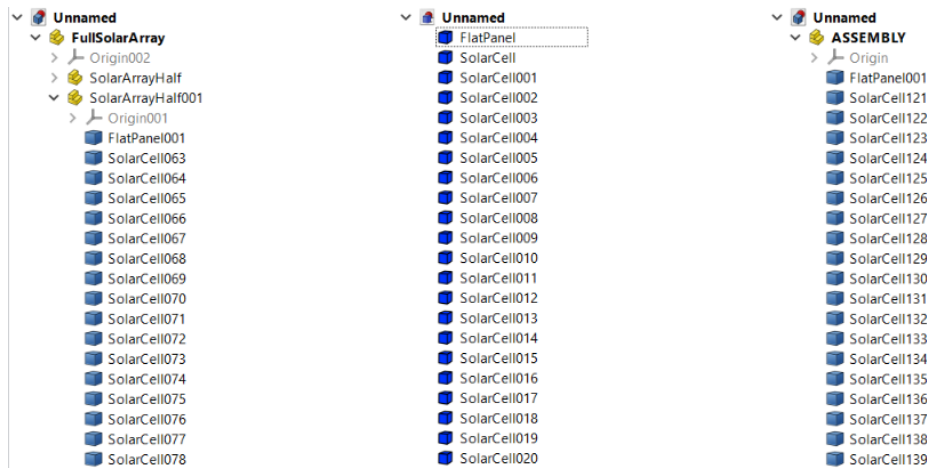 Unnamed
FullSolarArray
Origin002
SolarArrayHalf
SolarArrayHalf001
Origin001
FlatPanel001
SolarCell063
SolarCell064
SolarCell065
SolarCell066
SolarCell067
SolarCell068
SolarCell069
SolarCell070
SolarCell071
SolarCell072
SolarCell073
SolarCell074
SolarCell075
SolarCell076
SolarCell077
SolarCell078
Unnamed
FlatPanel
SolarCell
SolarCell001
SolarCell002
SolarCell003
SolarCell004
SolarCell005
SolarCell006
SolarCell007
SolarCell008
SolarCell009
SolarCell010
SolarCell011
SolarCell012
SolarCell013
SolarCell014
SolarCell015
SolarCell016
SolarCell017
SolarCell018
SolarCell019
SolarCell020
Unnamed
ASSEMBLY
Origin
FlatPanel001
SolarCell121
SolarCell122
SolarCell123
SolarCell124
SolarCell125
SolarCell126
SolarCell127
SolarCell128
SolarCell129
SolarCell130
SolarCell131
SolarCell132
SolarCell133
SolarCell134
SolarCell135
SolarCell136
SolarCell137
SolarCell138
SolarCell139